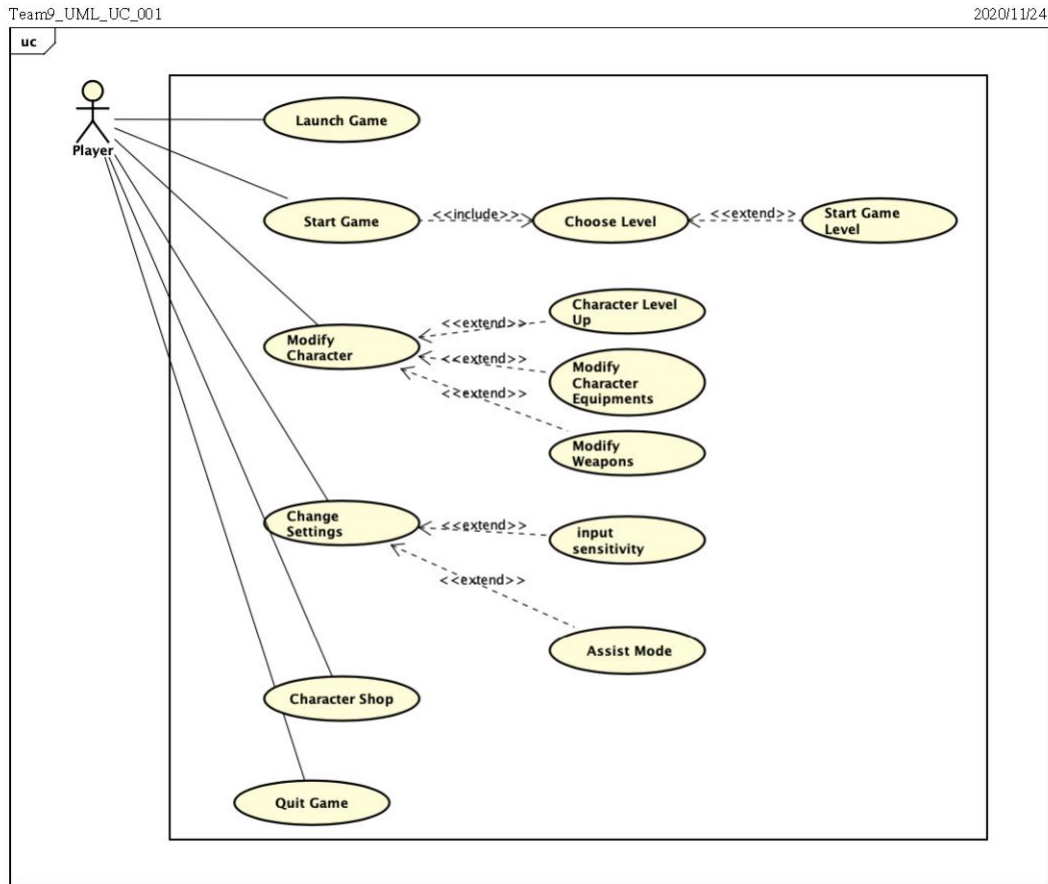 Team9_UML_UC_001
2020/11/24
uc
Player
Launch Game
Start Game
<<include>>
Choose Level
<<extend>>
Start Game
Level
Character Level
Up
<<extend>>
Modify
Character
<<extend>>
Modify
Character
Equipments
<<extend>>
Modify
Weapons
Change
Settings
<<extend>>
input
sensitivity
<<extend>>
Assist Mode
Character Shop
Quit Game